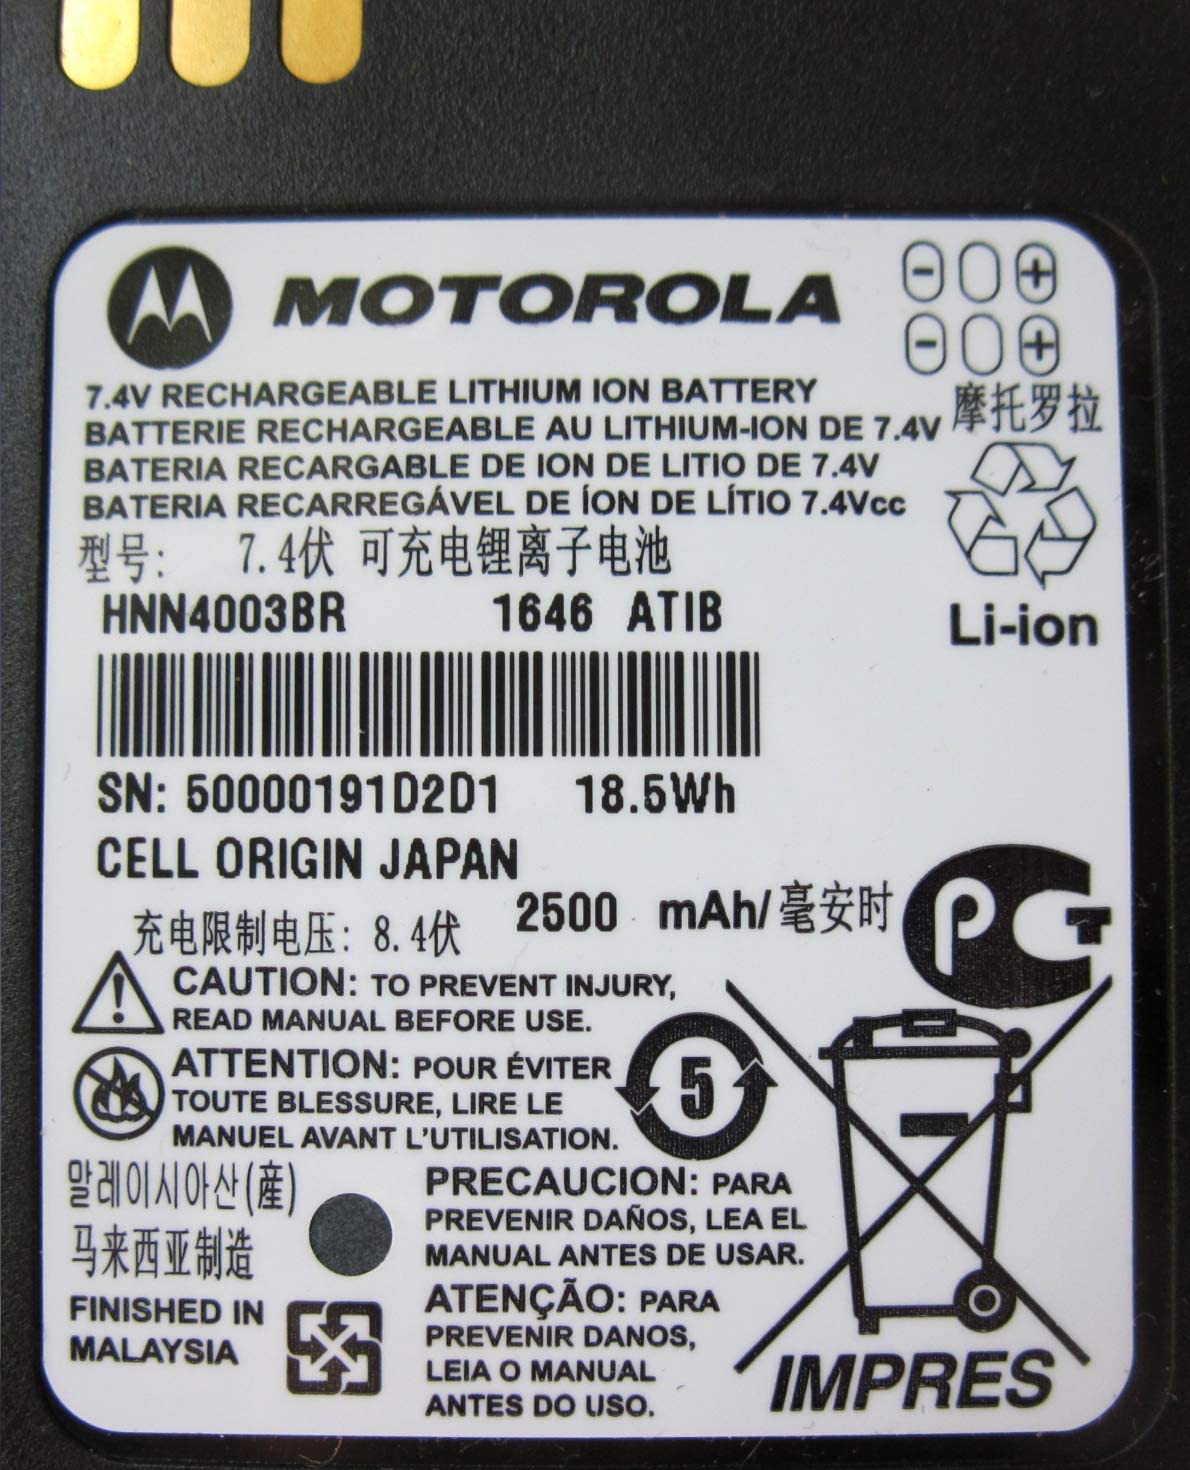 MOTOROLA
7.4V RECHARGEABLE LITHIUM ION BATTERY
BATTERIE RECHARGEABLE AU LITHIUM-ION DE 7.4V
摩托罗拉
BATERIA RECARGABLE DE ION DE LITIO DE 7.4V
BATERIA RECARREGÁVEL DE ÍON DE LÍTIO 7.4Vcc
型号: 7.4伏 可充电锂离子电池
HNN4003BR 1646 ATIB
Li-ion
SN: 50000191D2D1 18.5Wh
CELL ORIGIN JAPAN
充电限制电压: 8.4伏 2500 mAh/毫安时
PCT
CAUTION: TO PREVENT INJURY,
READ MANUAL BEFORE USE.
ATTENTION: POUR ÉVITER
TOUTE BLESSURE, LIRE LE
MANUEL AVANT L'UTILISATION.
5
말레이시아산(産)
马来西亚制造
FINISHED IN
MALAYSIA
PRECAUCION: PARA
PREVENIR DAÑOS, LEA EL
MANUAL ANTES DE USAR.
ATENÇÃO: PARA
PREVENIR DANOS,
LEIA O MANUAL
ANTES DO USO.
IMPRES